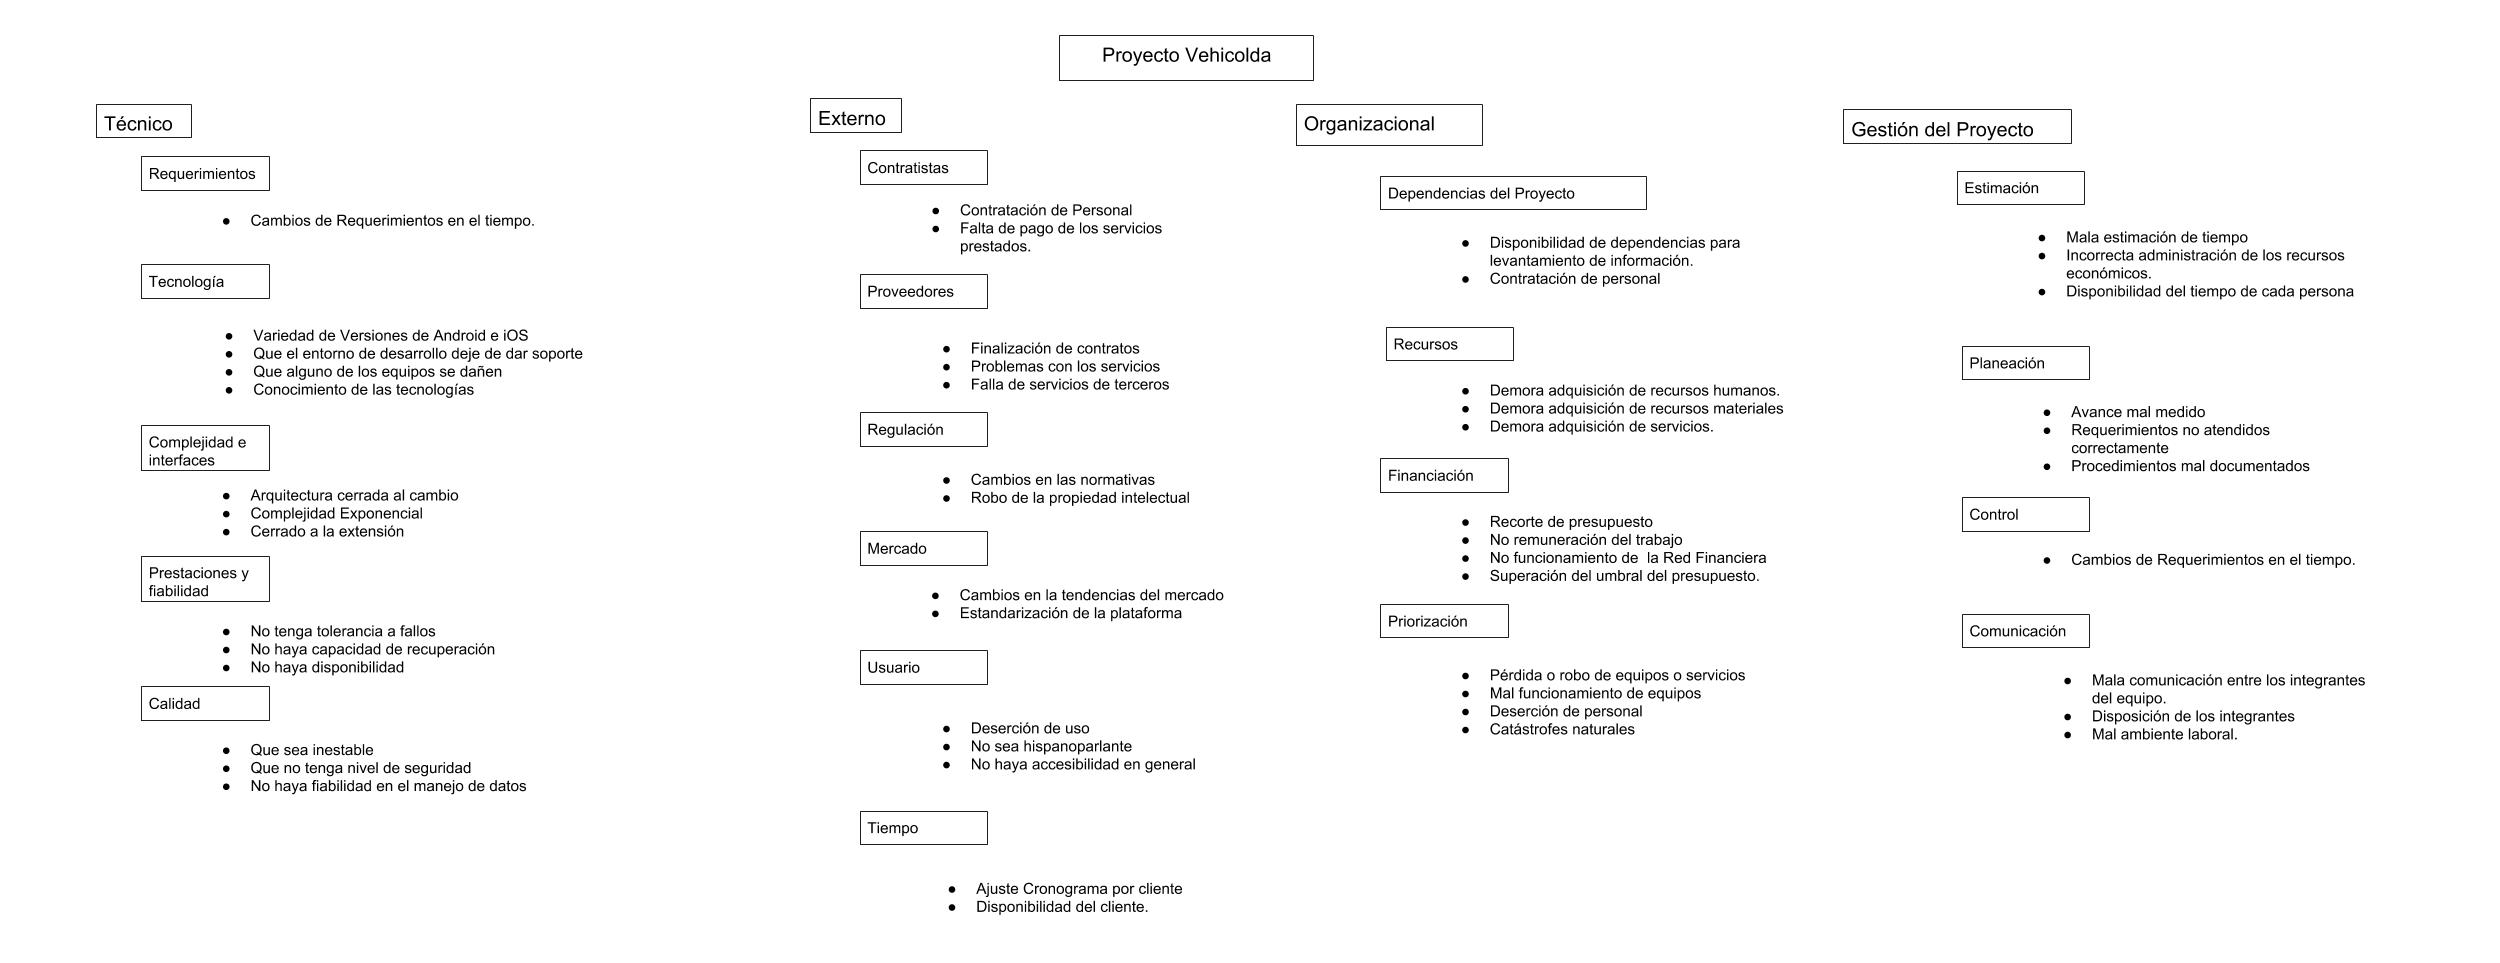 Proyecto Vehicolda
Técnico
Requerimientos
● Cambios de Requerimientos en el tiempo.
Tecnología
● Variedad de Versiones de Android e iOS
● Que el entorno de desarrollo deje de dar soporte
● Que alguno de los equipos se dañen
● Conocimiento de las tecnologías
Complejidad e
interfaces
● Arquitectura cerrada al cambio
● Complejidad Exponencial
● Cerrado a la extensión
Prestaciones y
fiabilidad
● No tenga tolerancia a fallos
● No haya capacidad de recuperación
● No haya disponibilidad
Calidad
● Que sea inestable
● Que no tenga nivel de seguridad
● No haya fiabilidad en el manejo de datos
Externo
Contratistas
● Contratación de Personal
● Falta de pago de los servicios
prestados.
Proveedores
● Finalización de contratos
● Problemas con los servicios
● Falla de servicios de terceros
Regulación
● Cambios en las normativas
● Robo de la propiedad intelectual
Mercado
● Cambios en la tendencias del mercado
● Estandarización de la plataforma
Usuario
● Deserción de uso
● No sea hispanoparlante
● No haya accesibilidad en general
Tiempo
● Ajuste Cronograma por cliente
● Disponibilidad del cliente.
Organizacional
Dependencias del Proyecto
● Disponibilidad de dependencias para
levantamiento de información.
● Contratación de personal
Recursos
● Demora adquisición de recursos humanos.
● Demora adquisición de recursos materiales
● Demora adquisición de servicios.
Financiación
● Recorte de presupuesto
● No remuneración del trabajo
● No funcionamiento de la Red Financiera
● Superación del umbral del presupuesto.
Priorización
● Pérdida o robo de equipos o servicios
● Mal funcionamiento de equipos
● Deserción de personal
● Catástrofes naturales
Gestión del Proyecto
Estimación
● Mala estimación de tiempo
● Incorrecta administración de los recursos
económicos.
● Disponibilidad del tiempo de cada persona
Planeación
● Avance mal medido
● Requerimientos no atendidos
correctamente
● Procedimientos mal documentados
Control
● Cambios de Requerimientos en el tiempo.
Comunicación
● Mala comunicación entre los integrantes
del equipo.
● Disposición de los integrantes
● Mal ambiente laboral.